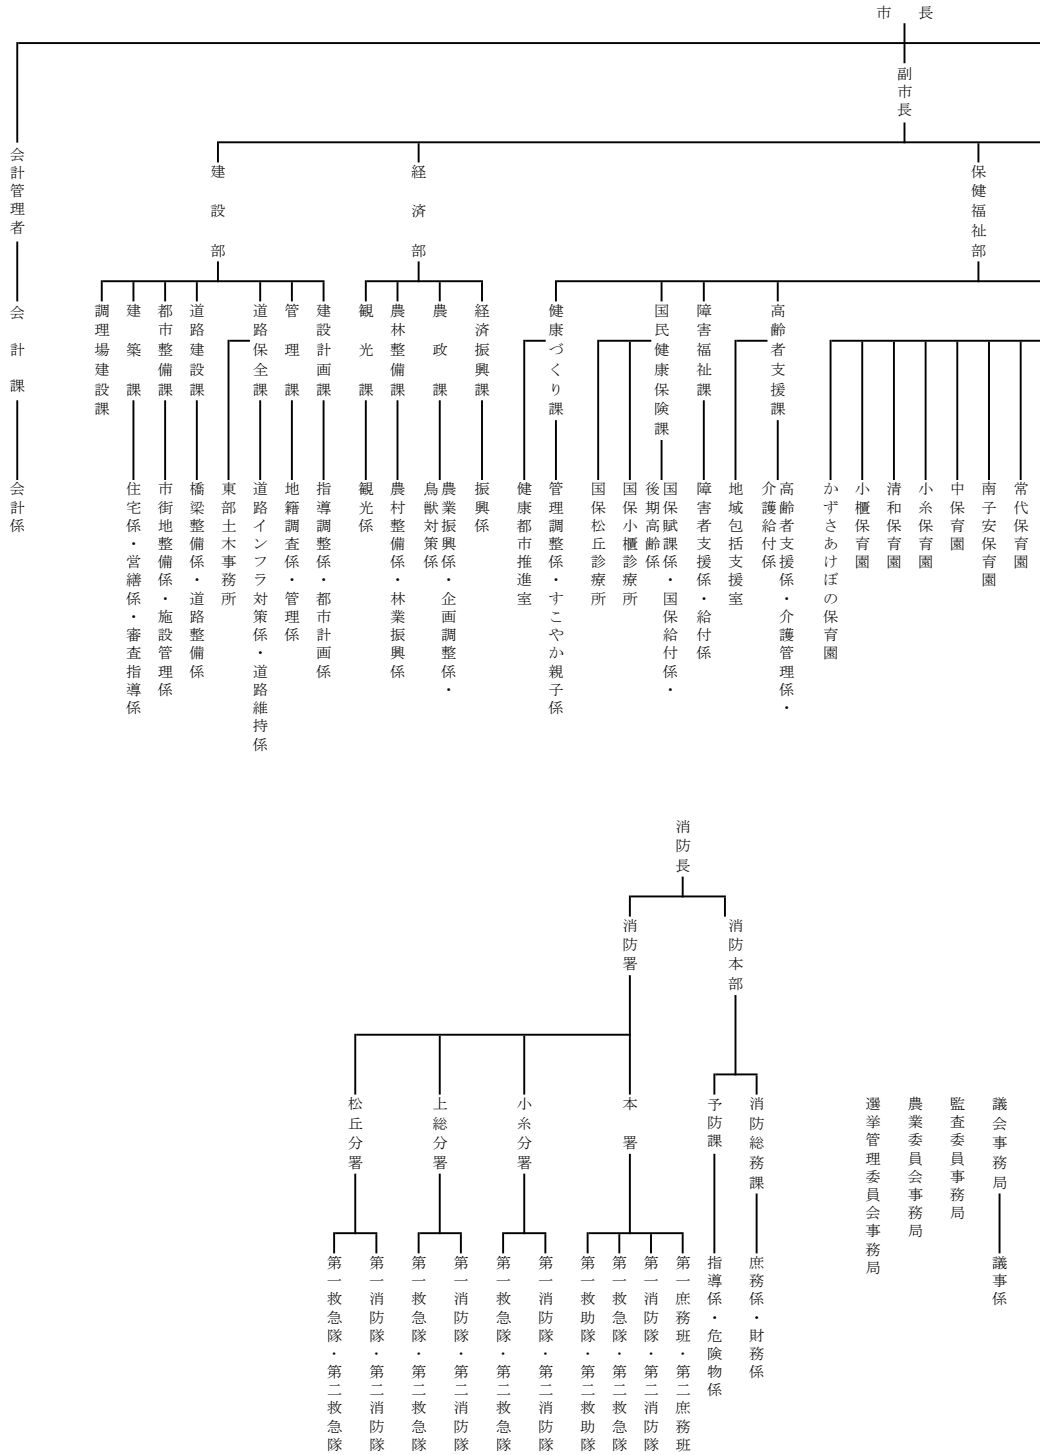 市長
副市長
保健福祉部
経済部
建設部
会計管理者
高齢者支援課
障害福祉課
国民健康保険課
健康づくり課
経済振興課
農政課
農林整備課
観光課
建設計画課
管理課
道路保全課
道路建設課
都市整備課
建築課
調理場建設課
会計課
常代保育園
南子安保育園
中保育園
小糸保育園
清和保育園
小櫃保育園
かずさあけぼの保育園
高齢者支援係・介護管理係・
介護給付係
地域包括支援室
障害者支援係・給付係
国保賦課係・国保給付係・
後期高齢係
国保小櫃診療所
国保松丘診療所
管理調整係・すこやか親子係
健康都市推進室
振興係
農業振興係・企画調整係・
鳥獣対策係
農村整備係・林業振興係
観光係
指導調整係・都市計画係
地籍調査係・管理係
道路インフラ対策係・道路維持係
東部土木事務所
橋梁整備係・道路整備係
市街地整備係・施設管理係
住宅係・営繕係・審査指導係
会計係
消防長
消防本部
消防署
議会事務局
議事係
監査委員事務局
農業委員会事務局
選挙管理委員会事務局
消防総務課
予防課
本署
小糸分署
上総分署
松丘分署
庶務係・財務係
指導係・危険物係
第一庶務班・第二庶務班
第一消防隊・第二消防隊
第一救急隊・第二救急隊
第一救助隊・第二救助隊
第一消防隊・第二消防隊
第一救急隊・第二救急隊
第一消防隊・第二消防隊
第一救急隊・第二救急隊
第一消防隊・第二消防隊
第一救急隊・第二救急隊